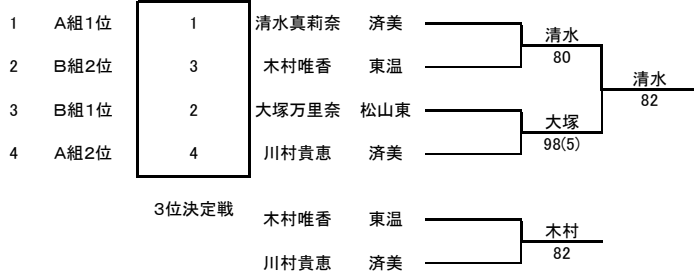 1 A組1位 1 清水真莉奈 済美
清水
80
2 B組2位 3 木村唯香 東温
清水
82
3 B組1位 2 大塚万里奈 松山東
大塚
98(5)
4 A組2位 4 川村貴恵 済美
3位決定戦
木村唯香 東温
木村
82
川村貴恵 済美